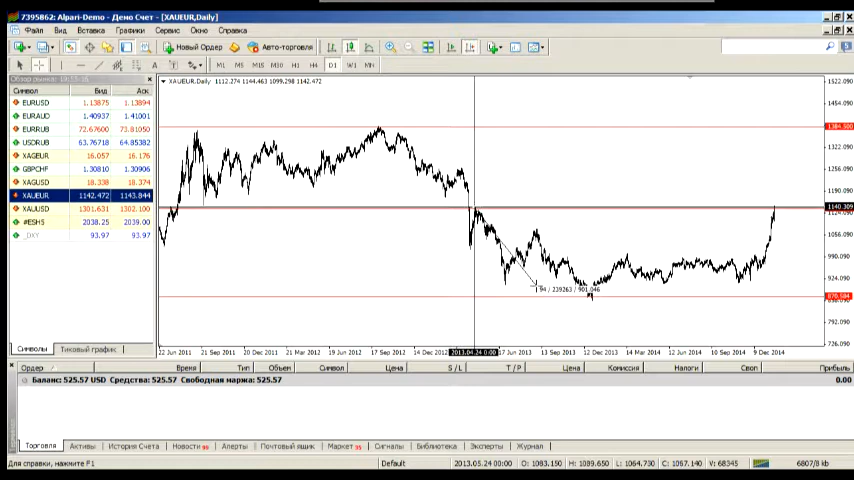 7395862: Alpari-Demo - Демо Счет - [XAUEUR,Daily]
Файл Вид Вставка Графики Сервис Окно Справка
Новый Ордер Авто-торговля
M1 M5 M15 M30 H1 H4 D1 W1 MN
Символ Бид Аск
EURUSD 1.13875 1.13894
EURAUD 1.40937 1.41001
EURRUB 72.67600 73.81050
USDRUB 63.76718 64.85382
XAGEUR 16.057 16.176
GBPCHF 1.30810 1.30906
XAGUSD 18.338 18.374
XAUEUR 1142.472 1143.844
XAUUSD 1301.631 1302.100
#ESH5 2038.25 2039.00
_DXY 93.97 93.97
Символы Тиковый график
XAUEUR,Daily 1112.274 1144.463 1099.298 1142.472
1522.090
1454.090
1384.300
1322.090
1256.090
1190.090
1140.309
1056.090
990.090
924.090
870.584
792.090
726.090
94 / 239263 / 901.046
22 Jun 2011 21 Sep 2011 20 Dec 2011 21 Mar 2012 19 Jun 2012 17 Sep 2012 14 Dec 2012 2013.04.24 0:00 17 Jun 2013 13 Sep 2013 12 Dec 2013 14 Mar 2014 12 Jun 2014 10 Sep 2014 9 Dec 2014
Ордер Время Тип Объем Символ Цена S / L T / P Цена Комиссия Налоги Своп Прибыль
Баланс: 525.57 USD Средства: 525.57 Свободная маржа: 525.57 0.00
Торговля Активы История Счета Новости Алерты Почтовый ящик Маркет Сигналы Библиотека Эксперты Журнал
Для справки, нажмите F1 Default 2013.05.24 00:00 O: 1083.150 H: 1089.650 L: 1064.730 C: 1067.140 V: 68345 6807/8 kb